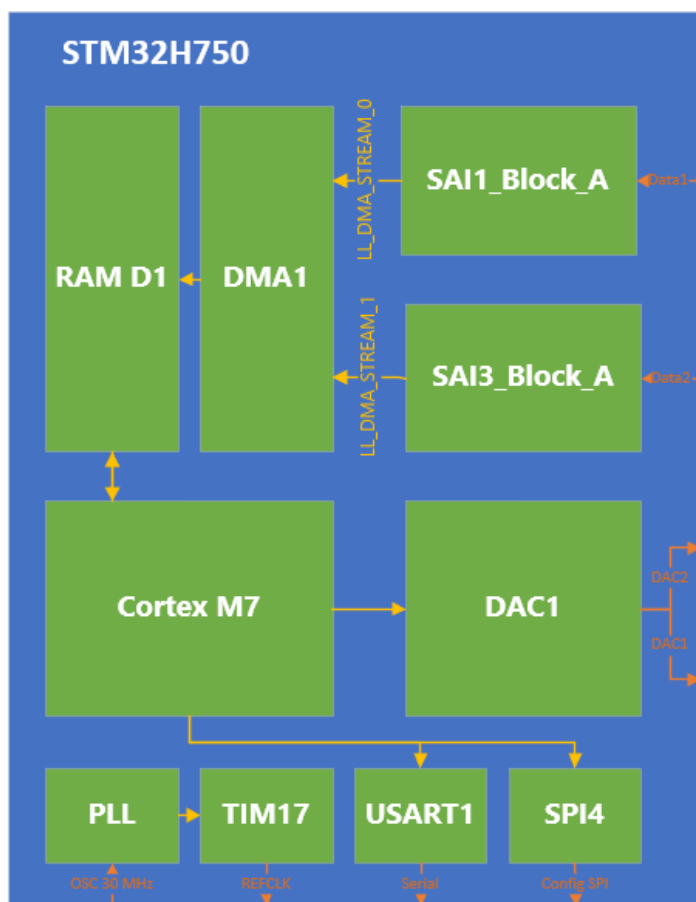 STM32H750
LL_DMA_STREAM_0
SAI1_Block_A
Data1
RAM D1
DMA1
LL_DMA_STREAM_1
SAI3_Block_A
Data2
Cortex M7
DAC1
DAC2
DAC1
PLL
TIM17
USART1
SPI4
OSC 30 MHz
REFCLK
Serial
Config SPI